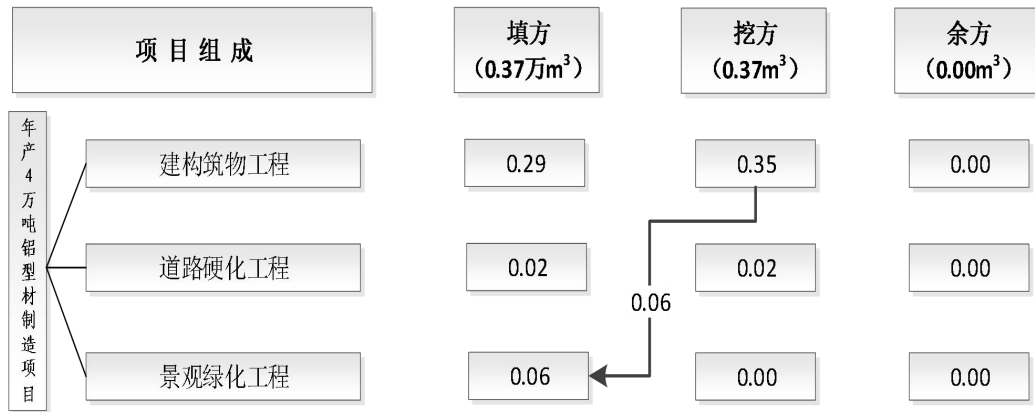 项目组成
填方
（0.37万m³）
挖方
（0.37m³）
余方
（0.00m³）
年产4万吨铝型材制造项目
建构筑物工程
0.29
0.35
0.00
道路硬化工程
0.02
0.02
0.00
0.06
景观绿化工程
0.06
0.00
0.00